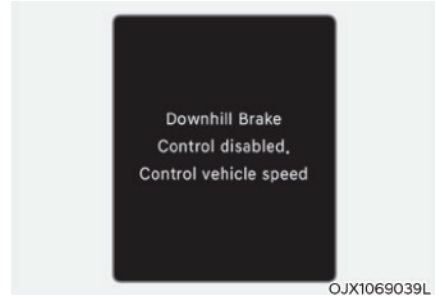 Downhill Brake
Control disabled,
Control vehicle speed
OJX1069039L